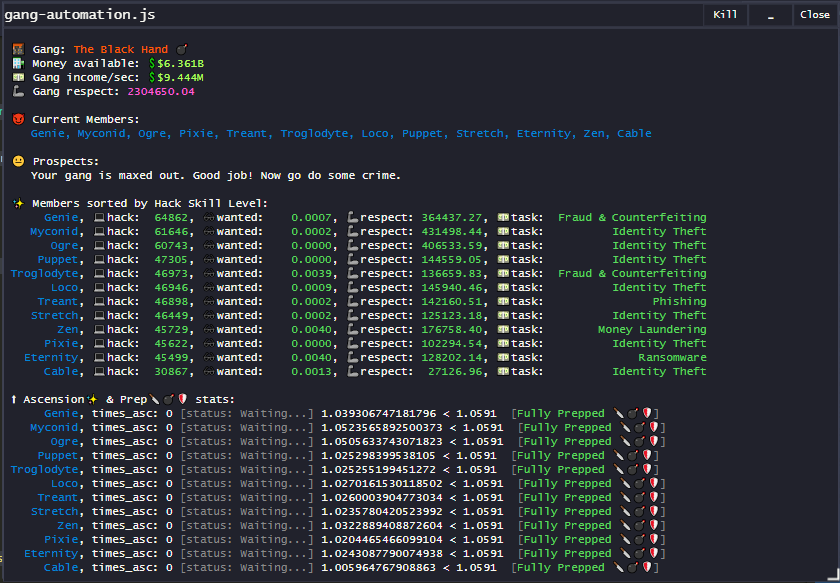 gang-automation.js Kill _ Close
Gang: The Black Hand
Money available: $$6.361B
Gang income/sec: $$9.444M
Gang respect: 2304650.04
Current Members:
Genie, Myconid, Ogre, Pixie, Treant, Troglodyte, Loco, Puppet, Stretch, Eternity, Zen, Cable
Prospects:
Your gang is maxed out. Good job! Now go do some crime.
Members sorted by Hack Skill Level:
Genie, hack: 64862, wanted: 0.0007, respect: 364437.27, task: Fraud & Counterfeiting
Myconid, hack: 61646, wanted: 0.0002, respect: 431498.44, task: Identity Theft
Ogre, hack: 60743, wanted: 0.0000, respect: 406533.59, task: Identity Theft
Puppet, hack: 47305, wanted: 0.0000, respect: 144559.05, task: Identity Theft
Troglodyte, hack: 46973, wanted: 0.0039, respect: 136659.83, task: Fraud & Counterfeiting
Loco, hack: 46946, wanted: 0.0009, respect: 145940.46, task: Identity Theft
Treant, hack: 46898, wanted: 0.0002, respect: 142160.51, task: Phishing
Stretch, hack: 46449, wanted: 0.0002, respect: 125123.18, task: Identity Theft
Zen, hack: 45729, wanted: 0.0040, respect: 176758.40, task: Money Laundering
Pixie, hack: 45622, wanted: 0.0000, respect: 102294.54, task: Identity Theft
Eternity, hack: 45499, wanted: 0.0040, respect: 128202.14, task: Ransomware
Cable, hack: 30867, wanted: 0.0013, respect: 27126.96, task: Identity Theft
Ascension & Prep stats:
Genie, times_asc: 0 [status: Waiting...] 1.039306747181796 < 1.0591 [Fully Prepped ]
Myconid, times_asc: 0 [status: Waiting...] 1.0523565892500373 < 1.0591 [Fully Prepped ]
Ogre, times_asc: 0 [status: Waiting...] 1.0505633743071823 < 1.0591 [Fully Prepped ]
Puppet, times_asc: 0 [status: Waiting...] 1.025298399538105 < 1.0591 [Fully Prepped ]
Troglodyte, times_asc: 0 [status: Waiting...] 1.025255199451272 < 1.0591 [Fully Prepped ]
Loco, times_asc: 0 [status: Waiting...] 1.0270161530118502 < 1.0591 [Fully Prepped ]
Treant, times_asc: 0 [status: Waiting...] 1.0260003904773034 < 1.0591 [Fully Prepped ]
Stretch, times_asc: 0 [status: Waiting...] 1.0235780420523992 < 1.0591 [Fully Prepped ]
Zen, times_asc: 0 [status: Waiting...] 1.0322889408872604 < 1.0591 [Fully Prepped ]
Pixie, times_asc: 0 [status: Waiting...] 1.0204465466099104 < 1.0591 [Fully Prepped ]
Eternity, times_asc: 0 [status: Waiting...] 1.0243087790074938 < 1.0591 [Fully Prepped ]
Cable, times_asc: 0 [status: Waiting...] 1.005964767908863 < 1.0591 [Fully Prepped ]